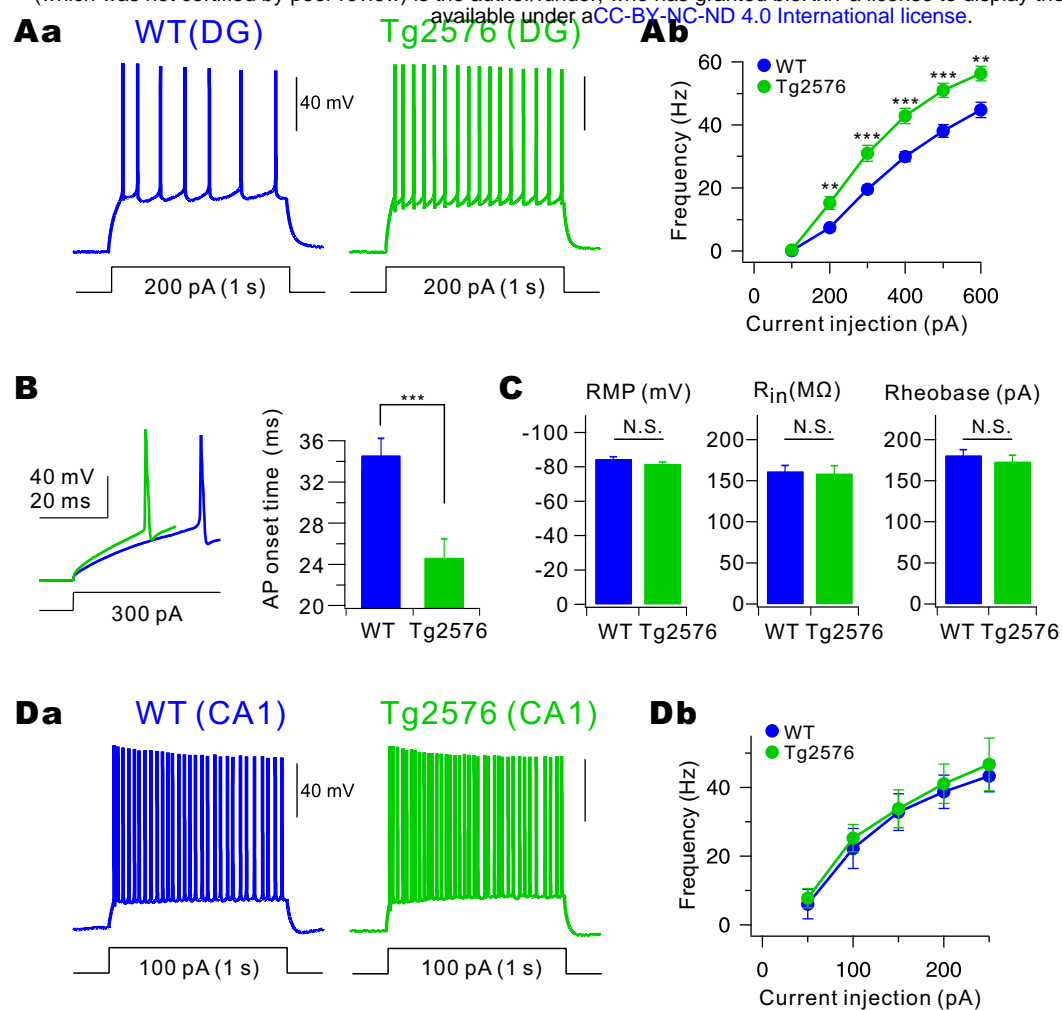 available under aCC-BY-NC-ND 4.0 International license.
Aa
WT(DG)
Tg2576 (DG)
40 mV
200 pA (1 s)
200 pA (1 s)
Ab
WT
Tg2576
Frequency (Hz)
60
40
20
0
**
***
***
***
**
0
200
400
600
Current injection (pA)
B
40 mV
20 ms
300 pA
AP onset time (ms)
***
36
32
28
24
20
WT
Tg2576
C
RMP (mV)
N.S.
-100
-80
-60
-40
-20
0
WT Tg2576
Rin(MΩ)
N.S.
200
150
100
50
0
WT Tg2576
Rheobase (pA)
N.S.
200
150
100
50
0
WT Tg2576
Da
WT (CA1)
Tg2576 (CA1)
40 mV
100 pA (1 s)
100 pA (1 s)
Db
WT
Tg2576
Frequency (Hz)
40
20
0
0
100
200
Current injection (pA)